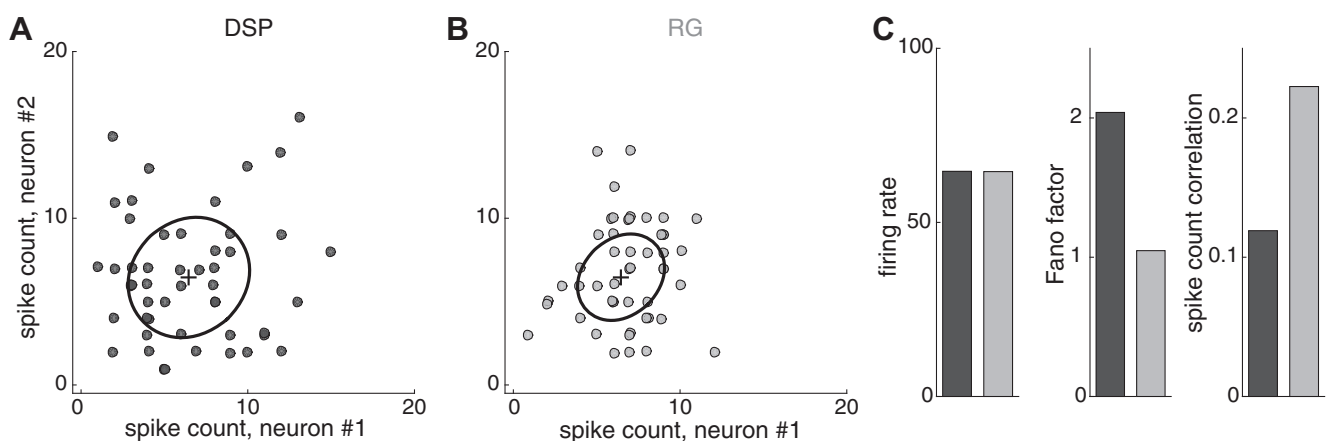 A
DSP
20
10
0
spike count, neuron #2
0
10
20
spike count, neuron #1
B
RG
20
10
0
0
10
20
spike count, neuron #1
C
100
50
0
firing rate
2
1
0
Fano factor
0.2
0.1
0
spike count correlation